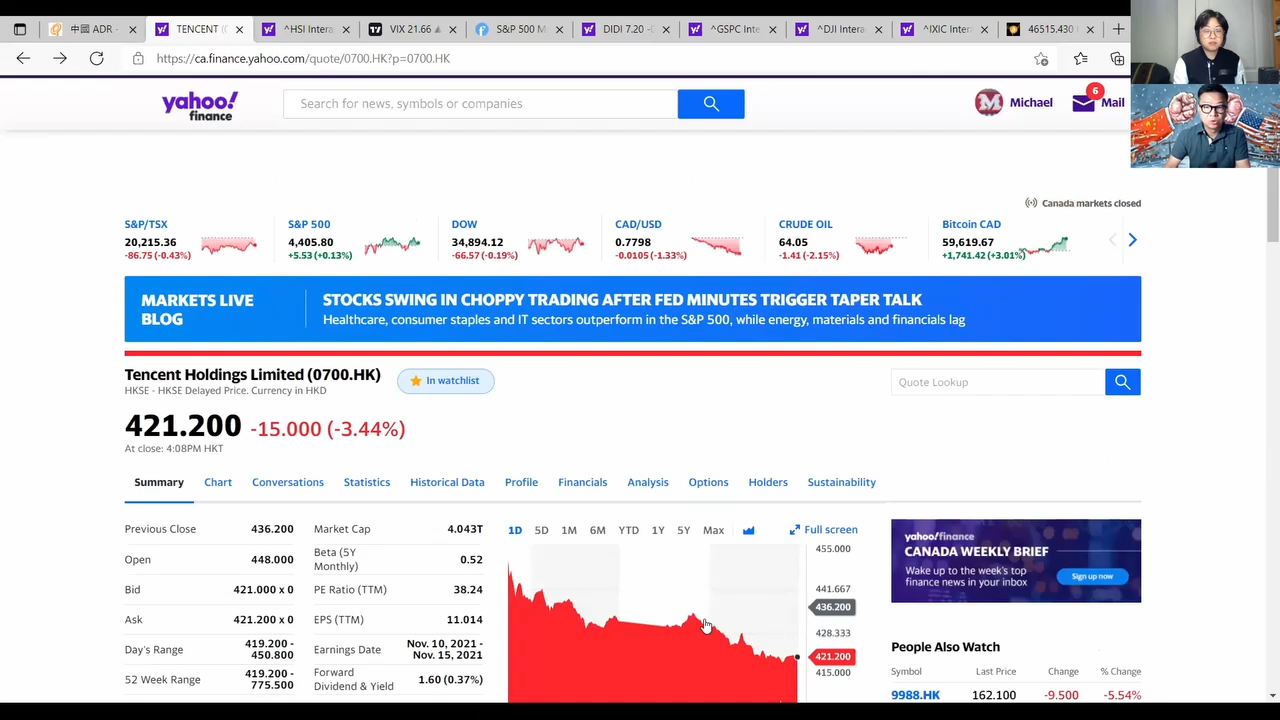 中國 ADR -
TENCENT (
^HSI Intera
VIX 21.66
S&P 500 M
DIDI 7.20
^GSPC Inte
^DJI Intera
^IXIC Intera
46515.430
https://ca.finance.yahoo.com/quote/0700.HK?p=0700.HK
yahoo!
finance
Search for news, symbols or companies
Michael
6
Mail
Canada markets closed
S&P/TSX
20,215.36
-86.75 (-0.43%)
S&P 500
4,405.80
+5.53 (+0.13%)
DOW
34,894.12
-66.57 (-0.19%)
CAD/USD
0.7798
-0.0105 (-1.33%)
CRUDE OIL
64.05
-1.41 (-2.15%)
Bitcoin CAD
59,619.67
+1,741.42 (+3.01%)
MARKETS LIVE
BLOG
STOCKS SWING IN CHOPPY TRADING AFTER FED MINUTES TRIGGER TAPER TALK
Healthcare, consumer staples and IT sectors outperform in the S&P 500, while energy, materials and financials lag
Tencent Holdings Limited (0700.HK)
HKSE - HKSE Delayed Price. Currency in HKD
In watchlist
Quote Lookup
421.200 -15.000 (-3.44%)
At close: 4:08PM HKT
Summary Chart Conversations Statistics Historical Data Profile Financials Analysis Options Holders Sustainability
Previous Close 436.200
Open 448.000
Bid 421.000 x 0
Ask 421.200 x 0
Day's Range 419.200 -
450.800
52 Week Range 419.200 -
775.500
Market Cap 4.043T
Beta (5Y
Monthly) 0.52
PE Ratio (TTM) 38.24
EPS (TTM) 11.014
Earnings Date Nov. 10, 2021 -
Nov. 15, 2021
Forward
Dividend & Yield 1.60 (0.37%)
1D 5D 1M 6M YTD 1Y 5Y Max
Full screen
455.000
441.667
436.200
428.333
421.200
415.000
yahoo!finance
CANADA WEEKLY BRIEF
Wake up to the week's top
finance news in your inbox
Sign up now
People Also Watch
Symbol Last Price Change % Change
9988.HK 162.100 -9.500 -5.54%